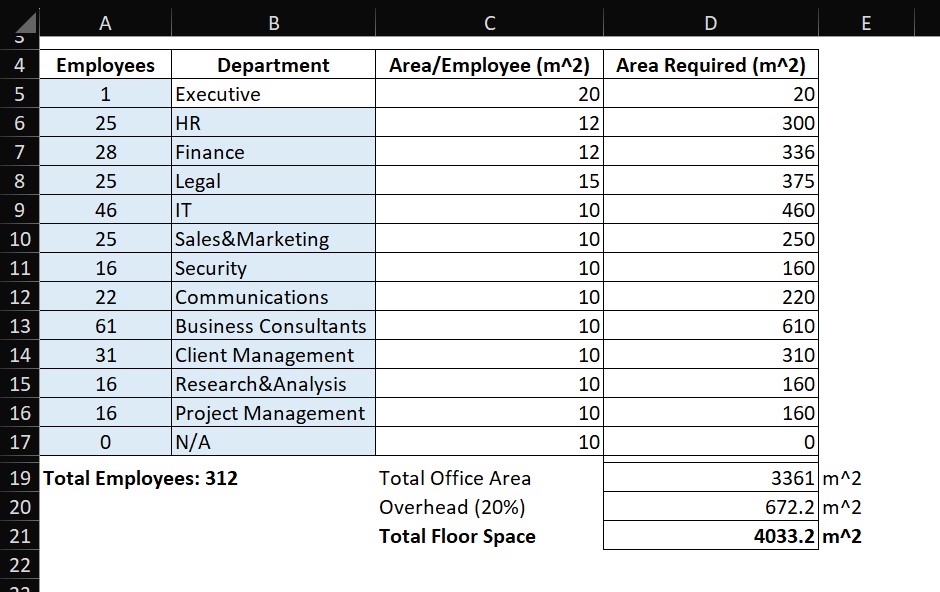 A B C D E
4 Employees Department Area/Employee (m^2) Area Required (m^2)
5 1 Executive 20 20
6 25 HR 12 300
7 28 Finance 12 336
8 25 Legal 15 375
9 46 IT 10 460
10 25 Sales&Marketing 10 250
11 16 Security 10 160
12 22 Communications 10 220
13 61 Business Consultants 10 610
14 31 Client Management 10 310
15 16 Research&Analysis 10 160
16 16 Project Management 10 160
17 0 N/A 10 0
19 Total Employees: 312 Total Office Area 3361 m^2
20 Overhead (20%) 672.2 m^2
21 Total Floor Space 4033.2 m^2
22